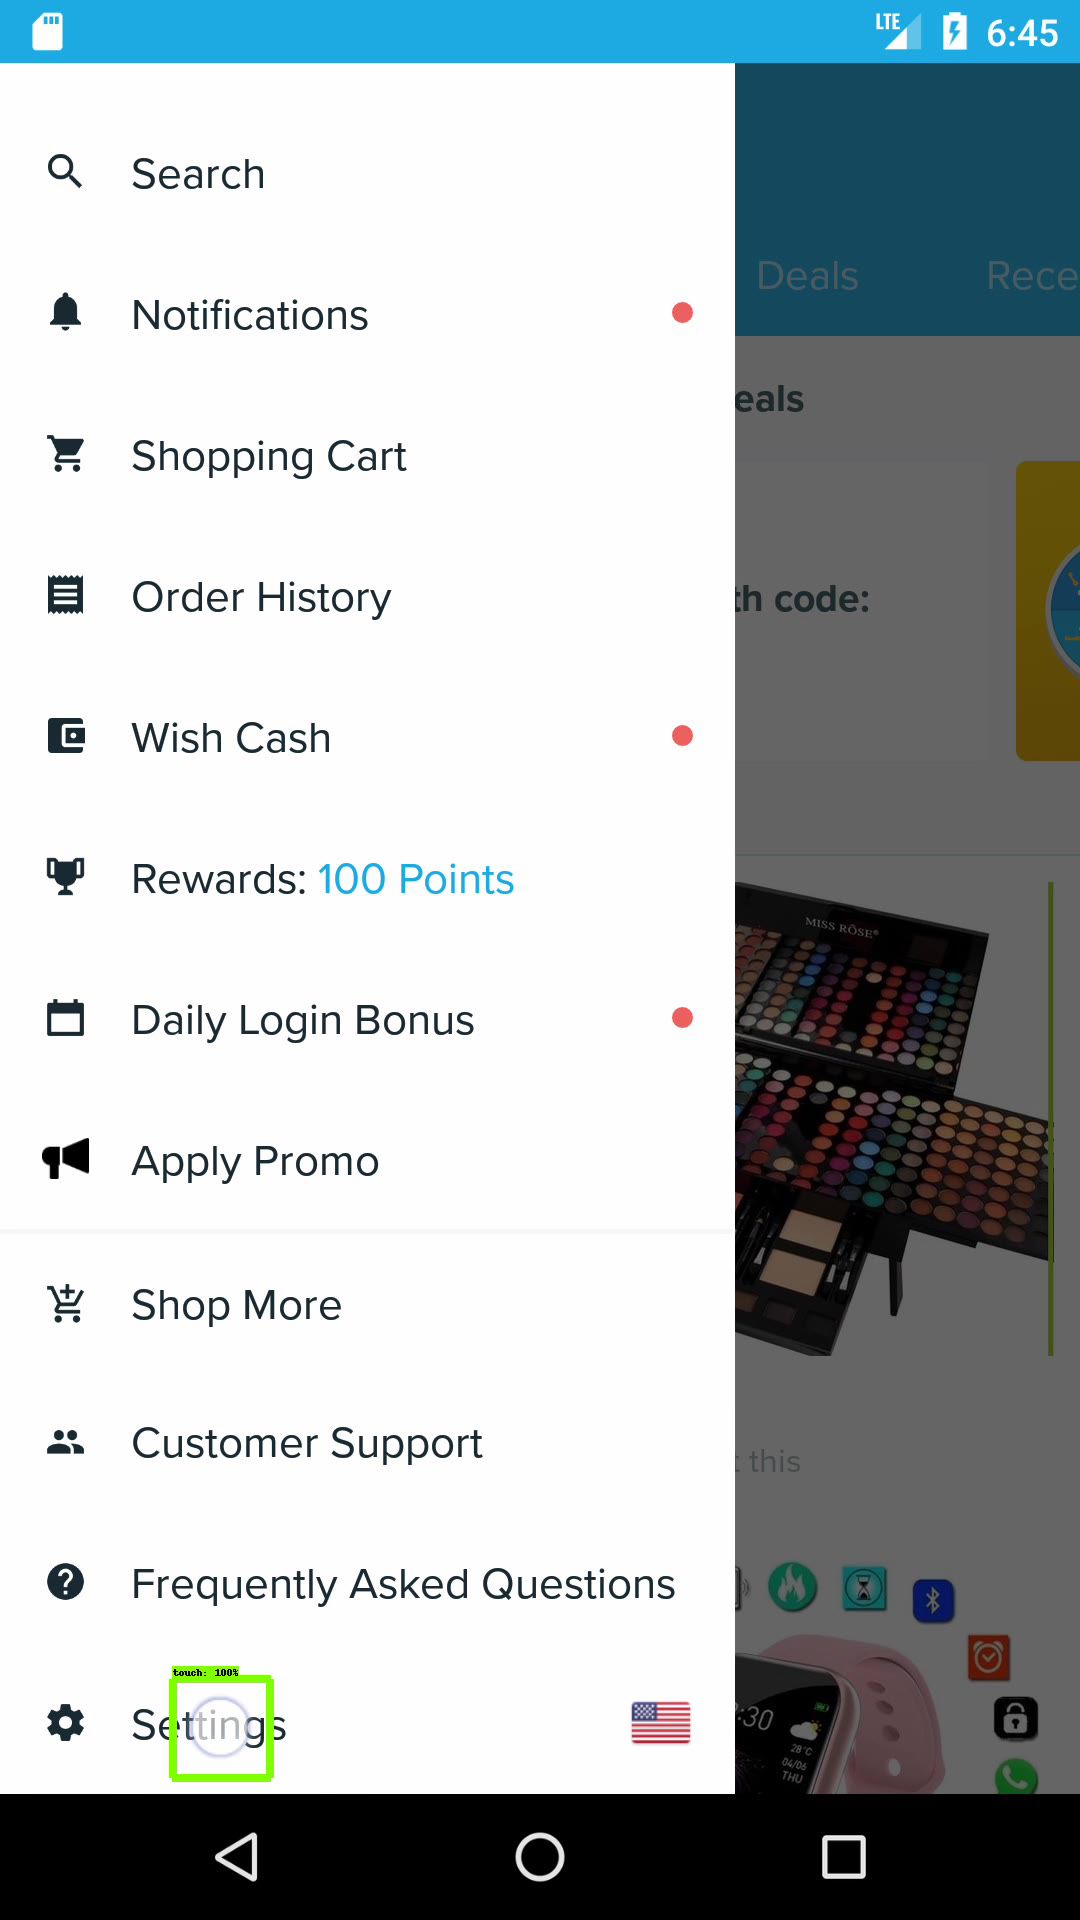 LTE 6:45
Search
Deals Rece
Notifications
eals
Shopping Cart
Order History
th code:
Wish Cash
Rewards: 100 Points
MISS RÔSE
Daily Login Bonus
Apply Promo
Shop More
Customer Support
t this
Frequently Asked Questions
touch: 100%
Settings
:30
28°C
04/06
THU